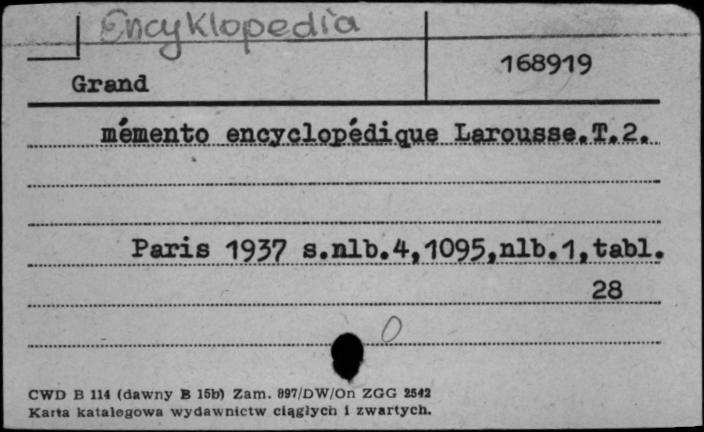 Encyklopedia
168919
Grand
mémento encyclopédique Larousse.T.2.
Paris 1937 s.nlb.4,1095,nlb.1,tabl.
28
0
CWD B 114 (dawny B 15b) Zam. 897/DW/On ZGG 2542
Karta katalogowa wydawnictw ciągłych i zwartych.